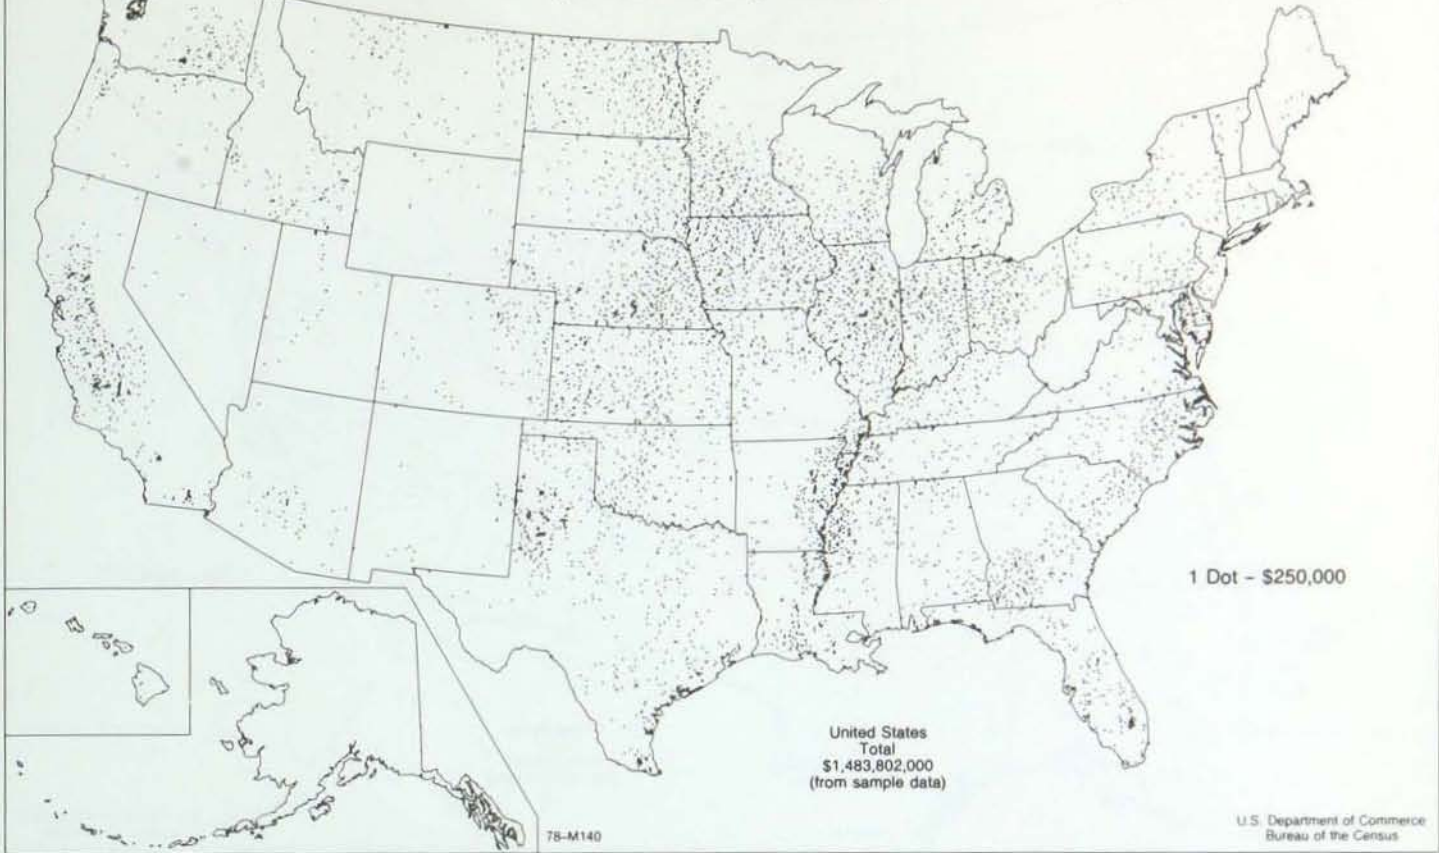 1 Dot - $250,000
United States
Total
$1,483,802,000
(from sample data)
78-M140
U.S. Department of Commerce
Bureau of the Census